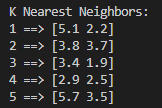 K Nearest Neighbors:
1 ==> [5.1 2.2]
2 ==> [3.8 3.7]
3 ==> [3.4 1.9]
4 ==> [2.9 2.5]
5 ==> [5.7 3.5]